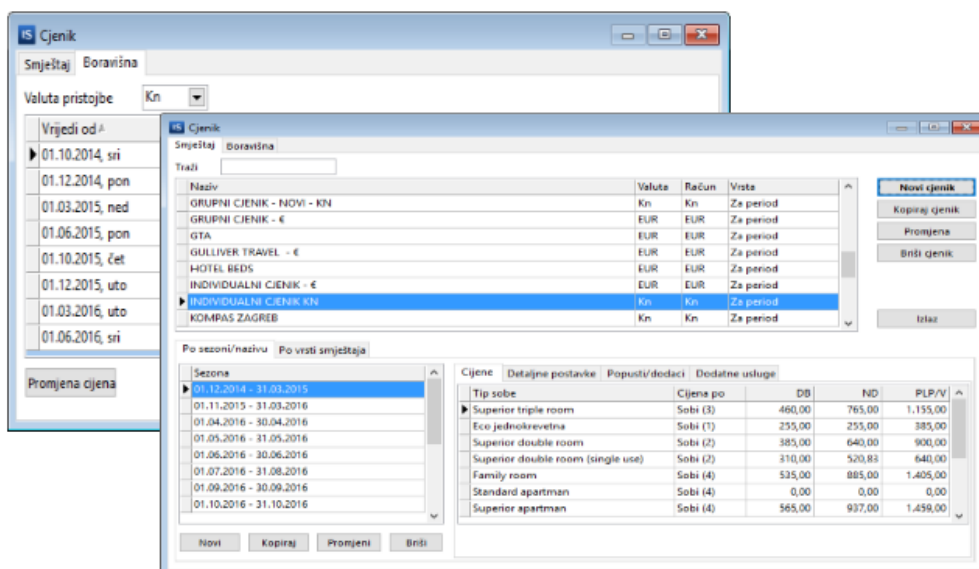 IS Cjenik
Smještaj Boravišna
Valuta pristojbe Kn
Vrijedi od
01.10.2014, sri
01.12.2014, pon
01.03.2015, ned
01.06.2015, pon
01.10.2015, čet
01.12.2015, uto
01.03.2016, uto
01.06.2016, sri
Promjena cijena
IS Cjenik
Smještaj Boravišna
Traži
Naziv Valuta Račun Vrsta
GRUPNI CJENIK - NOVI - KN Kn Kn Za period
GRUPNI CJENIK - € EUR EUR Za period
GTA EUR EUR Za period
GULLIVER TRAVEL - € EUR EUR Za period
HOTEL BEDS EUR EUR Za period
INDIVIDUALNI CJENIK - € EUR EUR Za period
INDIVIDUALNI CJENIK KN Kn Kn Za period
KOMPAS ZAGREB Kn Kn Za period
Novi cjenik
Kopiraj cjenik
Promjena
Briši cjenik
Izlaz
Po sezoni/nazivu Po vrsti smještaja
Sezona
01.12.2014 - 31.03.2015
01.11.2015 - 31.03.2016
01.04.2016 - 30.04.2016
01.05.2016 - 31.05.2016
01.06.2016 - 30.06.2016
01.07.2016 - 31.08.2016
01.09.2016 - 30.09.2016
01.10.2016 - 31.10.2016
Novi Kopiraj Promjeni Briši
Cijene Detaljne postavke Popusti/dodaci Dodatne usluge
Tip sobe Cijena po DB ND PLP/V
Superior triple room Sobi (3) 460,00 765,00 1.155,00
Eco jednokrevetna Sobi (1) 255,00 255,00 385,00
Superior double room Sobi (2) 385,00 640,00 900,00
Superior double room (single use) Sobi (2) 310,00 520,83 640,00
Family room Sobi (4) 535,00 885,00 1.405,00
Standard apartman Sobi (4) 0,00 0,00 0,00
Superior apartman Sobi (4) 565,00 937,00 1.459,00